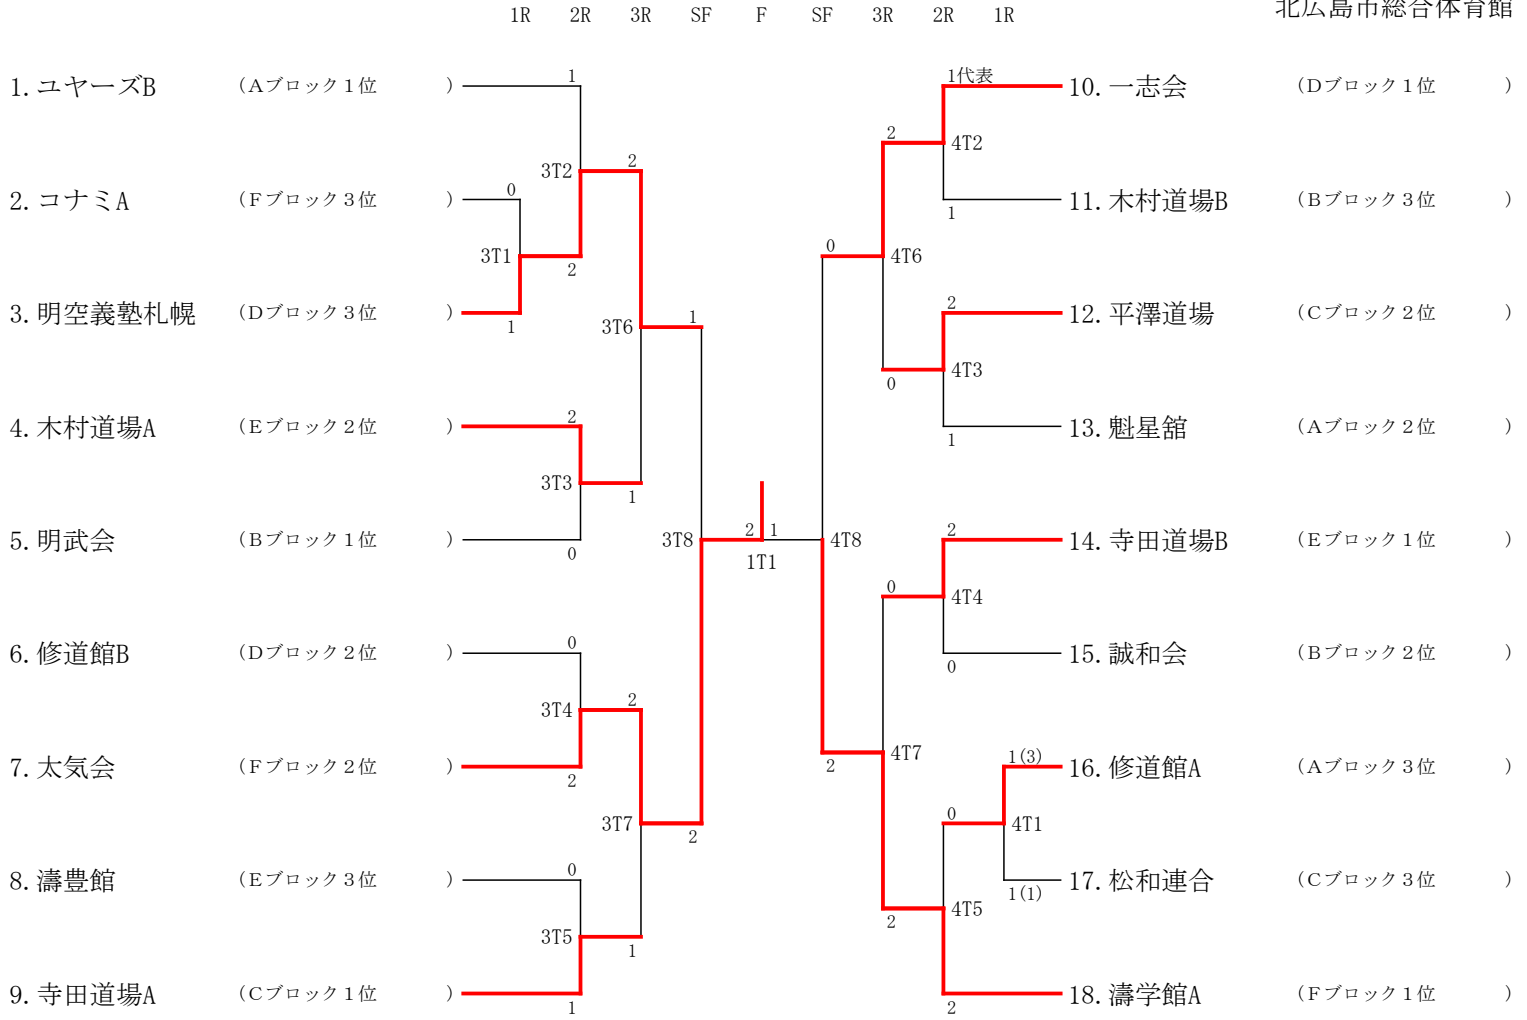 北広島市総合体育館
1R 2R 3R SF F SF 3R 2R 1R
1. ユヤーズB （Aブロック１位 ） 1
1代表 10. 一志会 （Dブロック１位 ）
2 4T2
3T2 2
2. コナミA （Fブロック３位 ） 0
11. 木村道場B （Bブロック３位 ）
1
3T1 2
0 4T6
3. 明空義塾札幌 （Dブロック３位 ） 1
2 12. 平澤道場 （Cブロック２位 ）
3T6 1
0 4T3
4. 木村道場A （Eブロック２位 ） 2
1 13. 魁星舘 （Aブロック２位 ）
3T3 1
5. 明武会 （Bブロック１位 ） 0
3T8 2 1 4T8
1T1
2 14. 寺田道場B （Eブロック１位 ）
0 4T4
6. 修道館B （Dブロック２位 ） 0
0 15. 誠和会 （Bブロック２位 ）
3T4 2
2 4T7
7. 太気会 （Fブロック２位 ） 2
1(3) 16. 修道館A （Aブロック３位 ）
3T7 2
0 4T1
8. 濤豊館 （Eブロック３位 ） 0
1(1) 17. 松和連合 （Cブロック３位 ）
2 4T5
3T5 1
9. 寺田道場A （Cブロック１位 ） 1
2 18. 濤学館A （Fブロック１位 ）